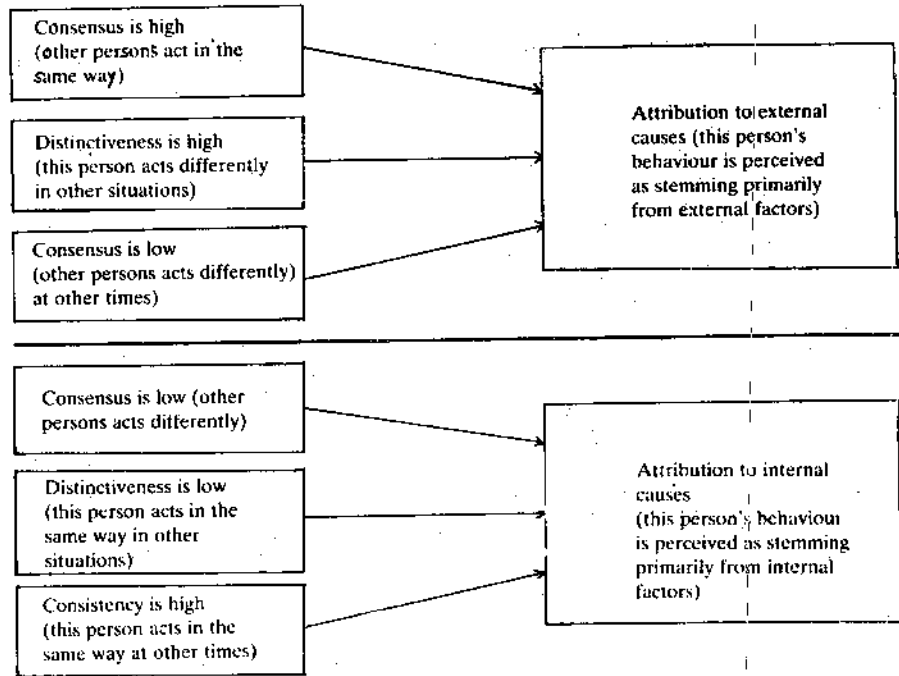 Consensus is high
(other persons act in the
same way)
Distinctiveness is high
(this person acts differently
in other situations)
Consensus is low
(other persons acts differently)
at other times)
Attribution to external
causes (this person's
behaviour is perceived
as stemming primarily
from external factors)
Consensus is low (other
persons acts differently)
Distinctiveness is low
(this person acts in the
same way in other
situations)
Consistency is high
(this person acts in the
same way at other times)
Attribution to internal
causes
(this person's behaviour
is perceived as stemming
primarily from internal
factors)